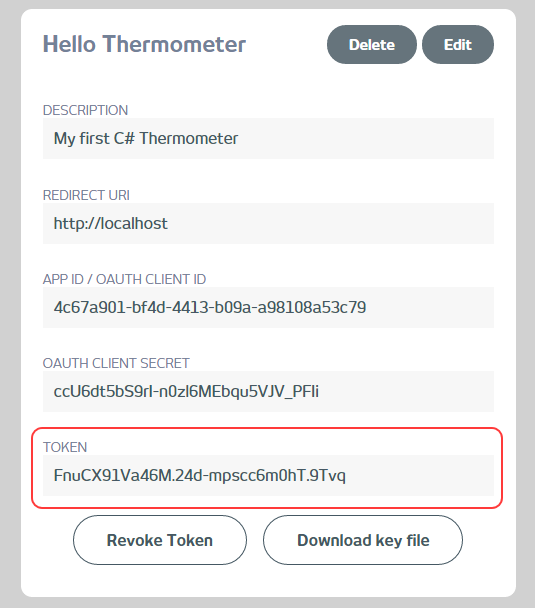 Hello Thermometer
Delete
Edit
DESCRIPTION
My first C# Thermometer
REDIRECT URI
http://localhost
APP ID / OAUTH CLIENT ID
4c67a901-bf4d-4413-b09a-a98108a53c79
OAUTH CLIENT SECRET
ccU6dt5bS9rI-n0zl6MEbqu5VJV_PFli
TOKEN
FnuCX91Va46M.24d-mpscc6m0hT.9Tvq
Revoke Token
Download key file